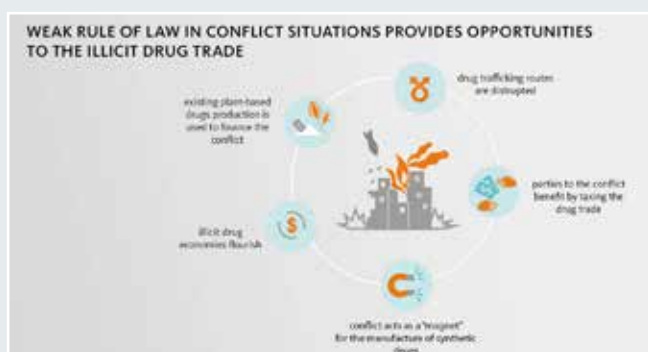 WEAK RULE OF LAW IN CONFLICT SITUATIONS PROVIDES OPPORTUNITIES
TO THE ILLICIT DRUG TRADE
drug trafficking routes
are disrupted
existing plant-based
drugs production is
used to finance the
conflict
parties to the conflict
benefit by taxing the
drug trade
illicit drug
economies flourish
$
conflict acts as a "magnet"
for the manufacture of synthetic
drugs